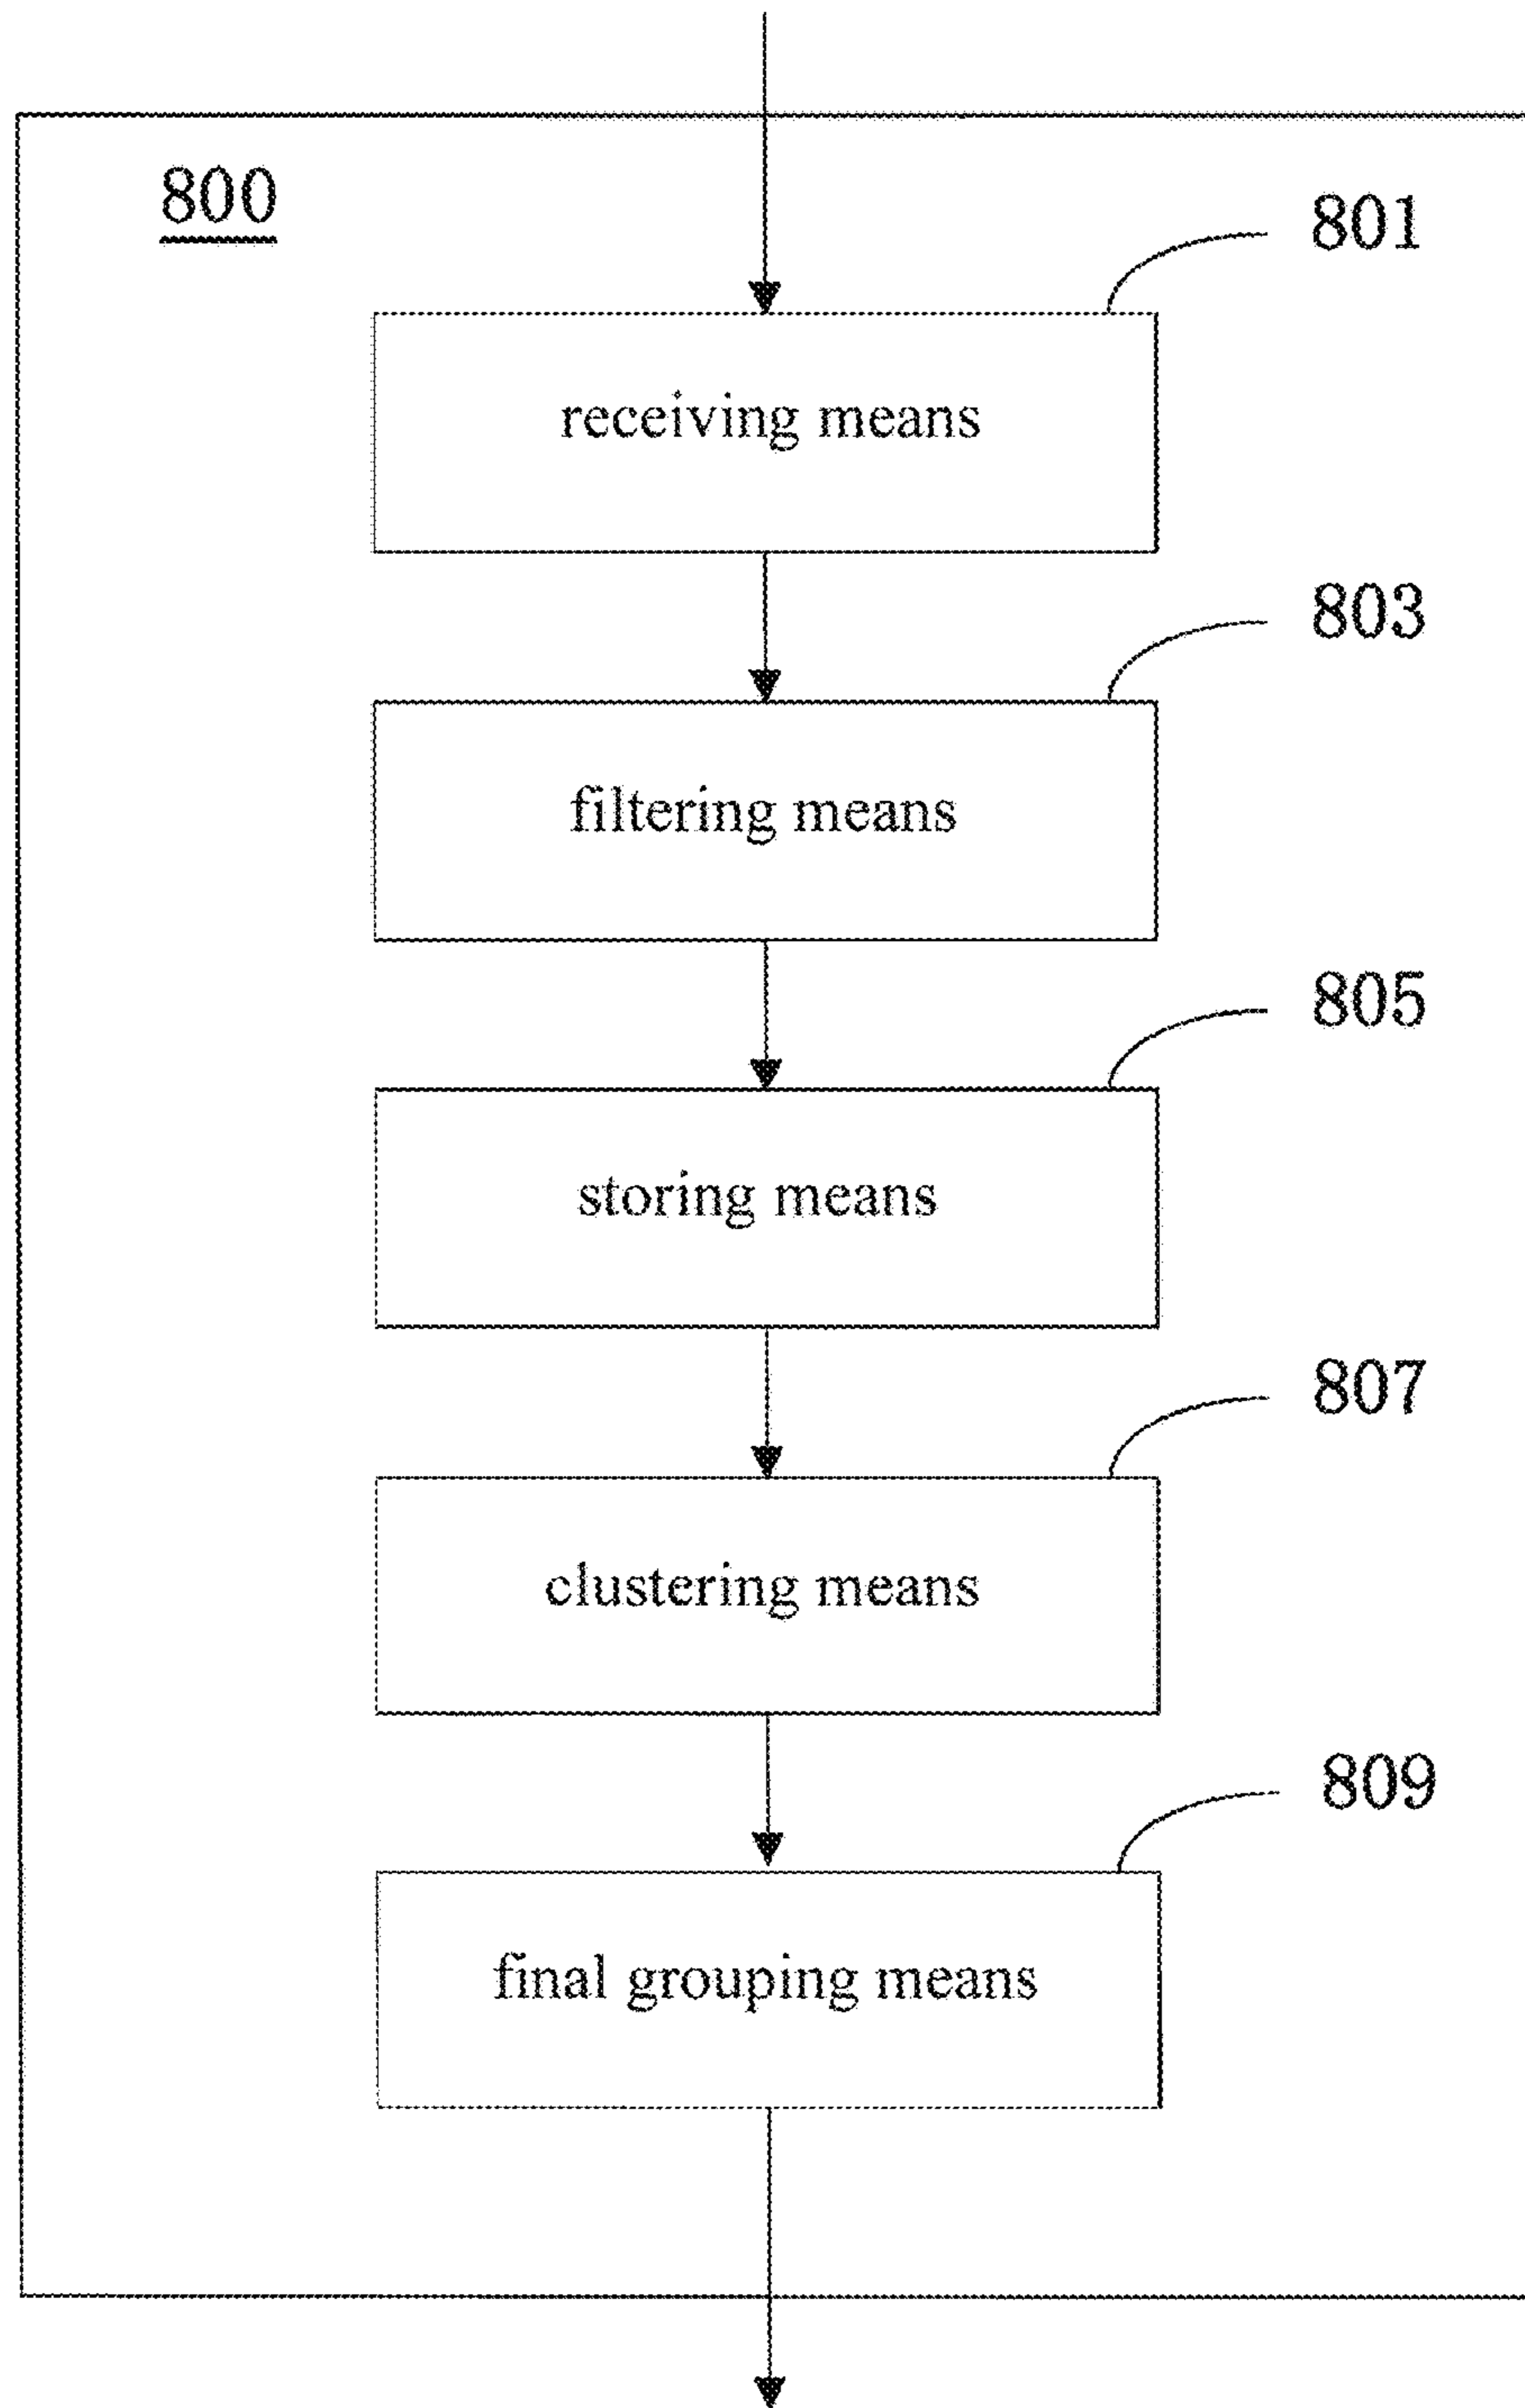 800
801
receiving means
803
filtering means
805
storing means
807
clustering means
809
final grouping means